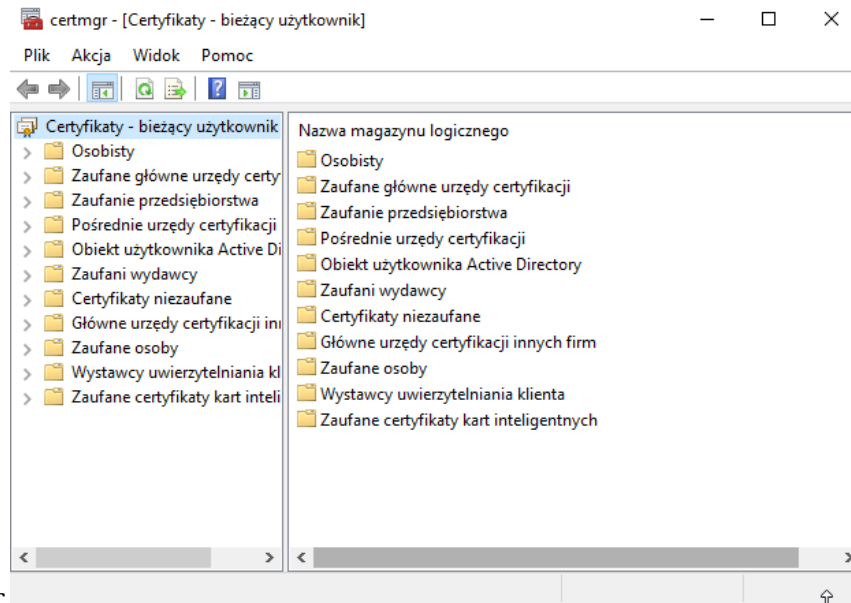 certmgr - [Certyfikaty - bieżący użytkownik]
Plik Akcja Widok Pomoc
Certyfikaty - bieżący użytkownik
Osobisty
Zaufane główne urzędy certy
Zaufanie przedsiębiorstwa
Pośrednie urzędy certyfikacji
Obiekt użytkownika Active Di
Zaufani wydawcy
Certyfikaty niezaufane
Główne urzędy certyfikacji inn
Zaufane osoby
Wystawcy uwierzytelniania kl
Zaufane certyfikaty kart inteli
Nazwa magazynu logicznego
Osobisty
Zaufane główne urzędy certyfikacji
Zaufanie przedsiębiorstwa
Pośrednie urzędy certyfikacji
Obiekt użytkownika Active Directory
Zaufani wydawcy
Certyfikaty niezaufane
Główne urzędy certyfikacji innych firm
Zaufane osoby
Wystawcy uwierzytelniania klienta
Zaufane certyfikaty kart inteligentnych